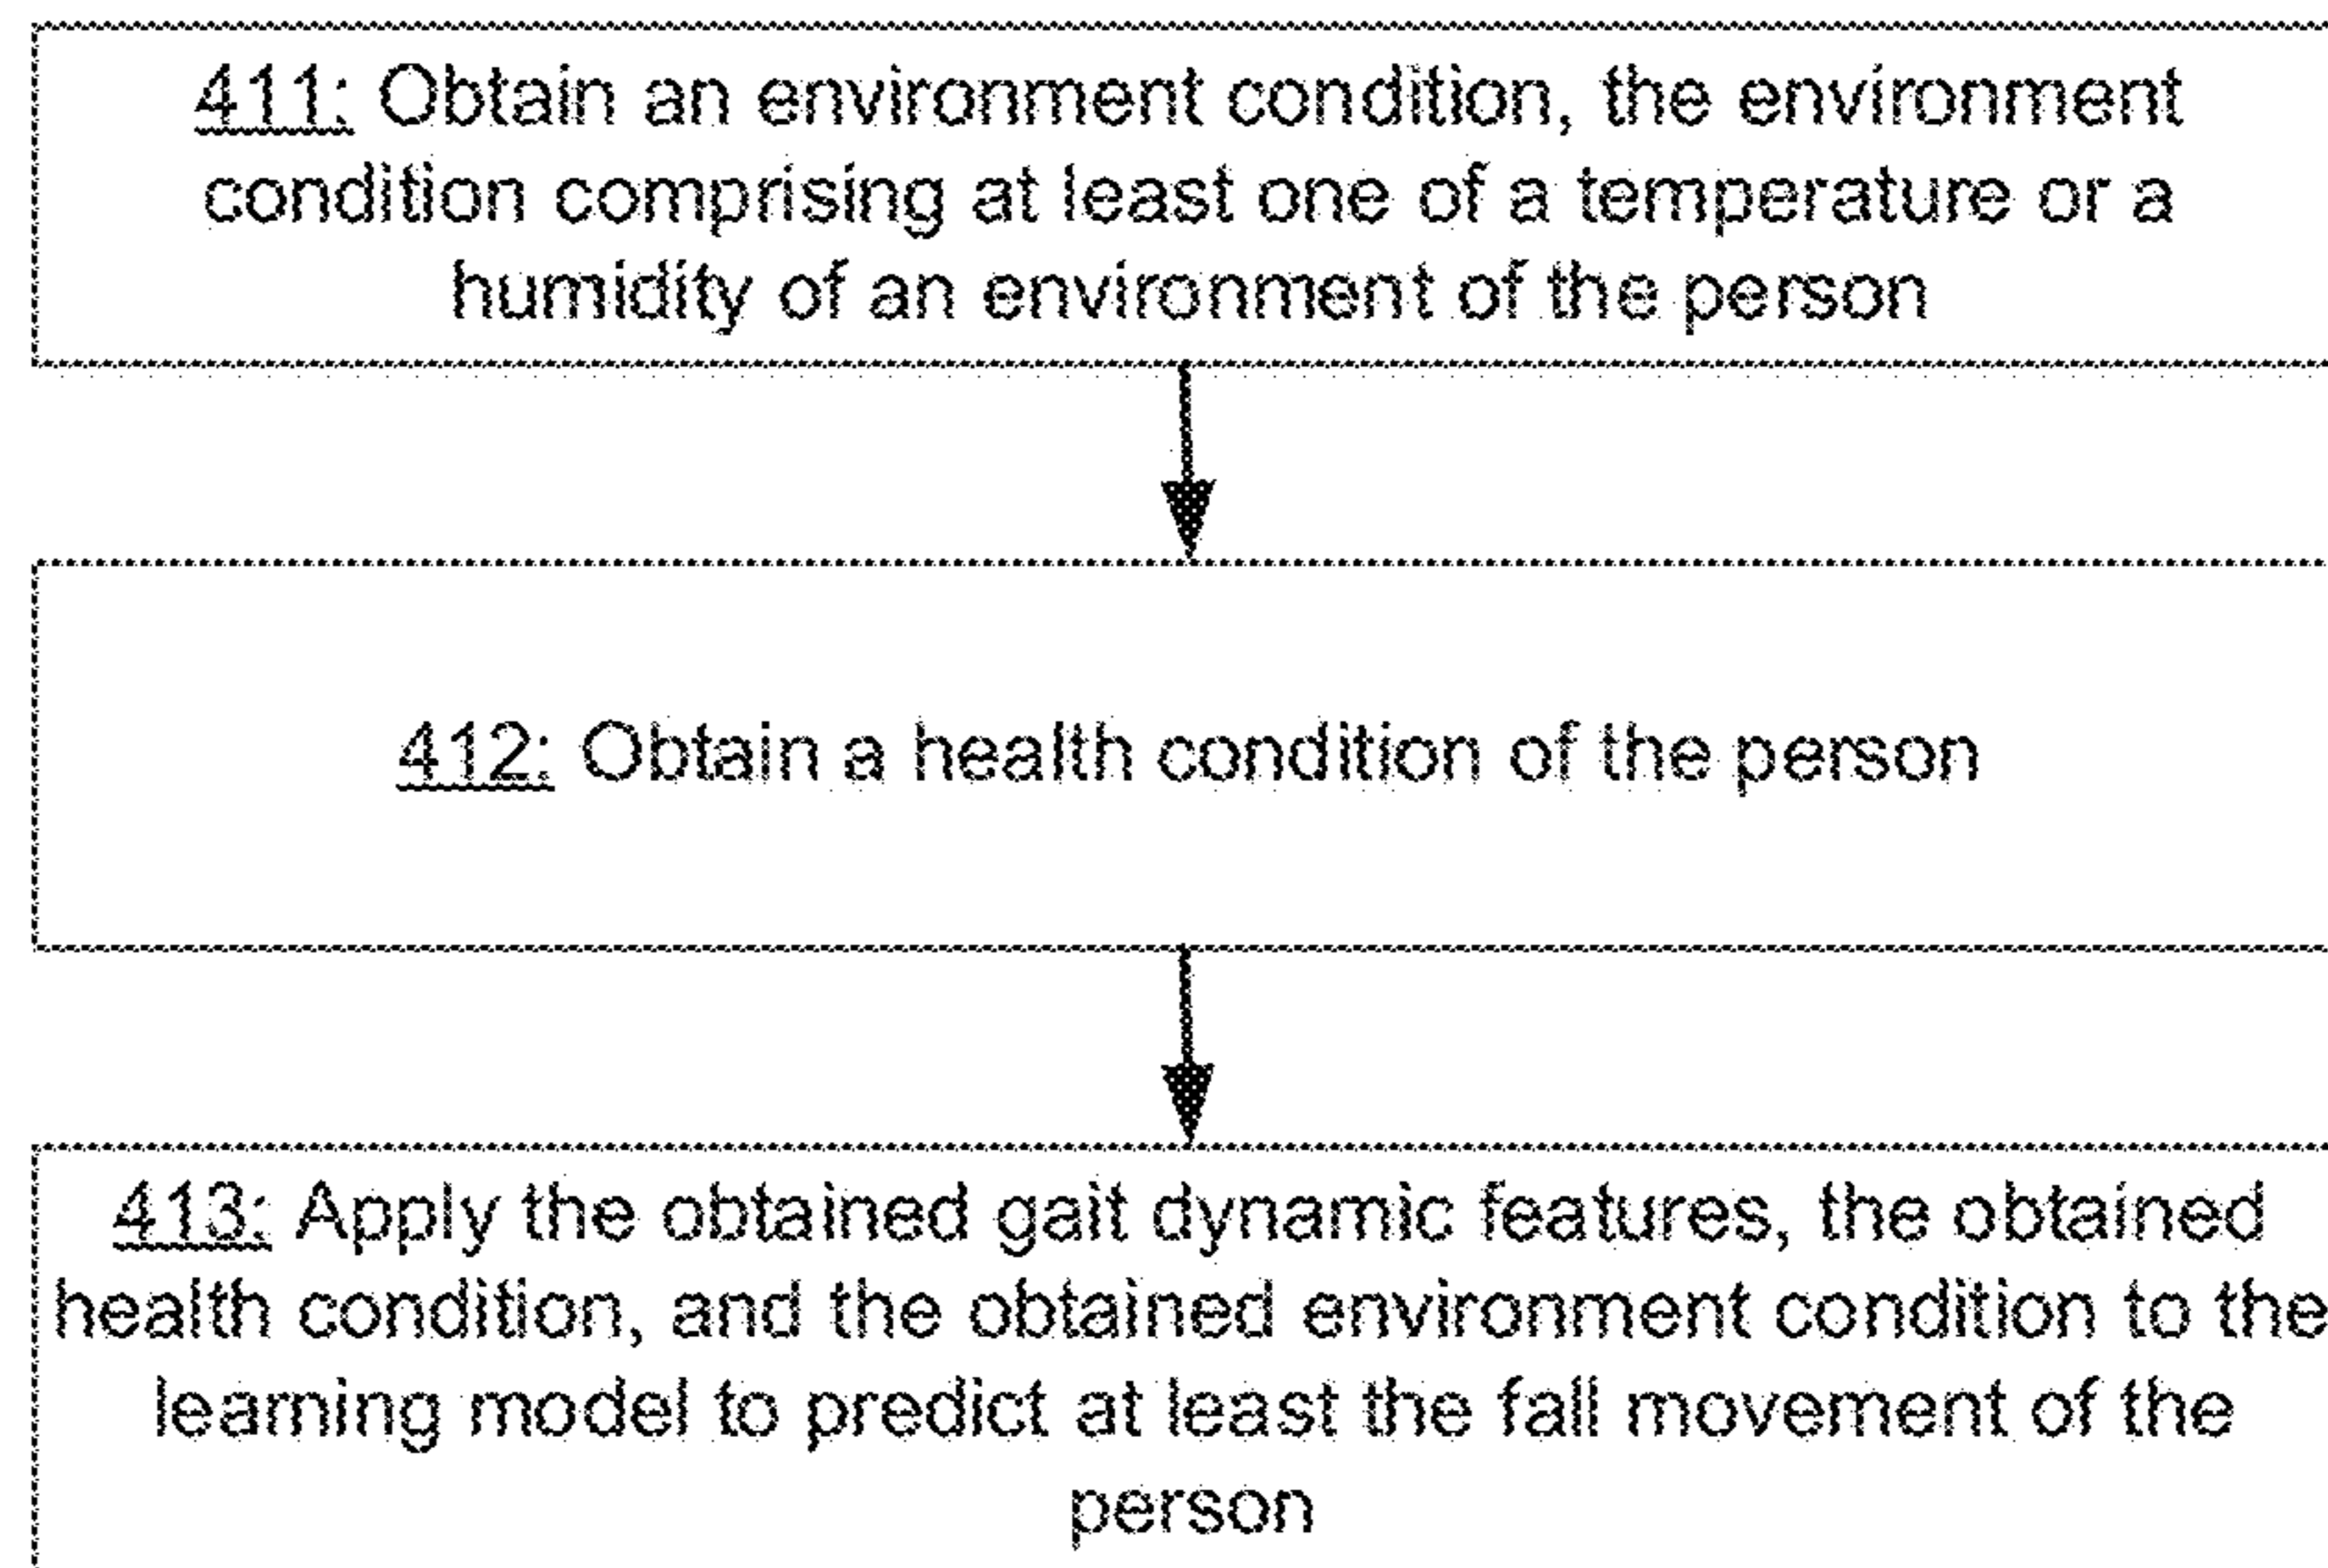 411: Obtain an environment condition, the environment
condition comprising at least one of a temperature or a
humidity of an environment of the person
412: Obtain a health condition of the person
413: Apply the obtained gait dynamic features, the obtained
health condition, and the obtained environment condition to the
learning model to predict at least the fall movement of the
person